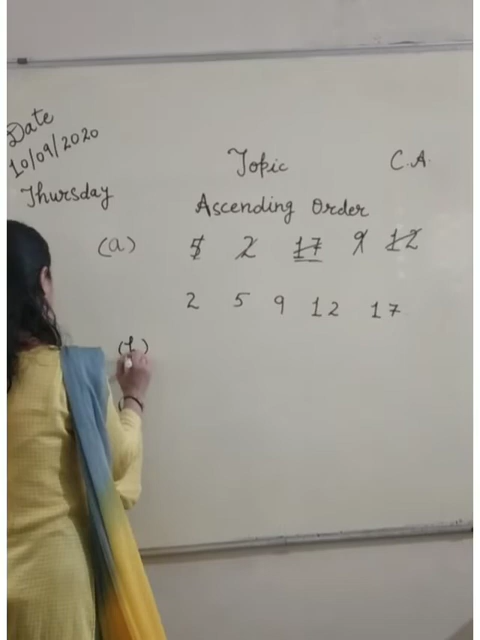 Date
10/09/2020
Thursday
Topic C.A.
Ascending Order
(a) 5 2 17 9 12
2 5 9 12 17